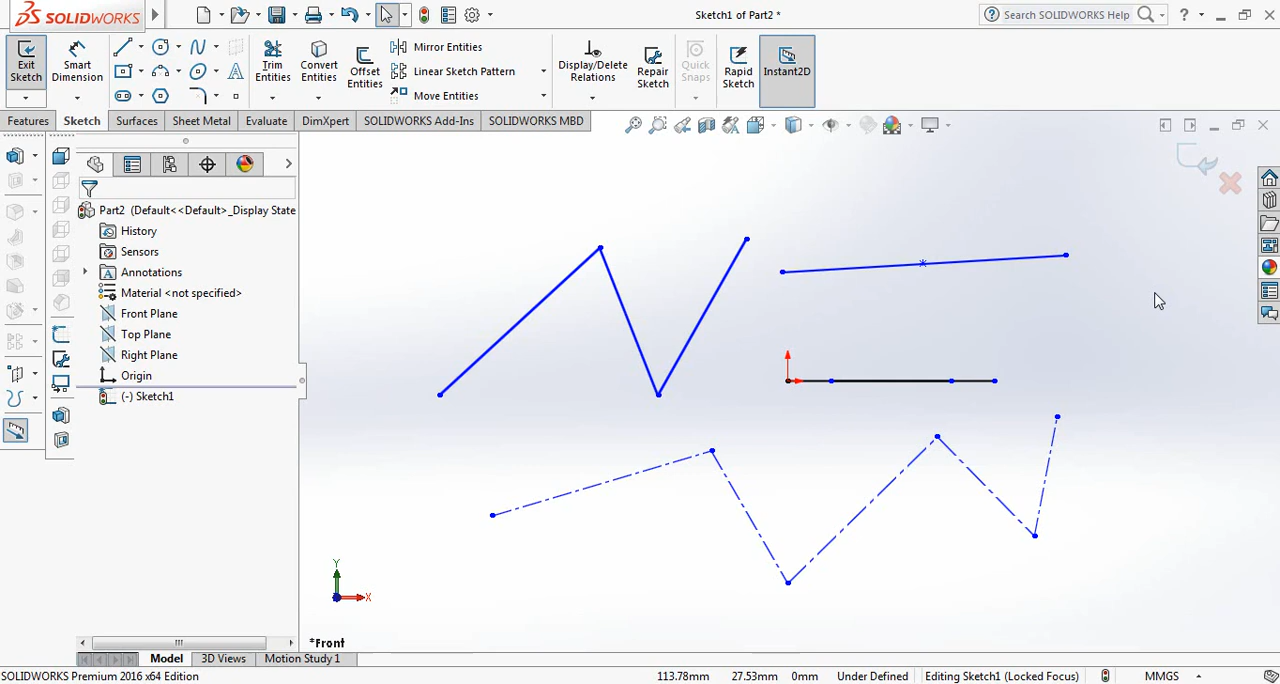 SOLIDWORKS
Sketch1 of Part2 *
Search SOLIDWORKS Help
?
Exit Sketch
Smart Dimension
Trim Entities
Convert Entities
Offset Entities
Mirror Entities
Linear Sketch Pattern
Move Entities
Display/Delete Relations
Repair Sketch
Quick Snaps
Rapid Sketch
Instant2D
Features Sketch Surfaces Sheet Metal Evaluate DimXpert SOLIDWORKS Add-Ins SOLIDWORKS MBD
Part2 (Default<<Default>_Display State
History
Sensors
Annotations
Material <not specified>
Front Plane
Top Plane
Right Plane
Origin
(-) Sketch1
Y
X
*Front
Model 3D Views Motion Study 1
SOLIDWORKS Premium 2016 x64 Edition 113.78mm 27.53mm 0mm Under Defined Editing Sketch1 (Locked Focus) MMGS